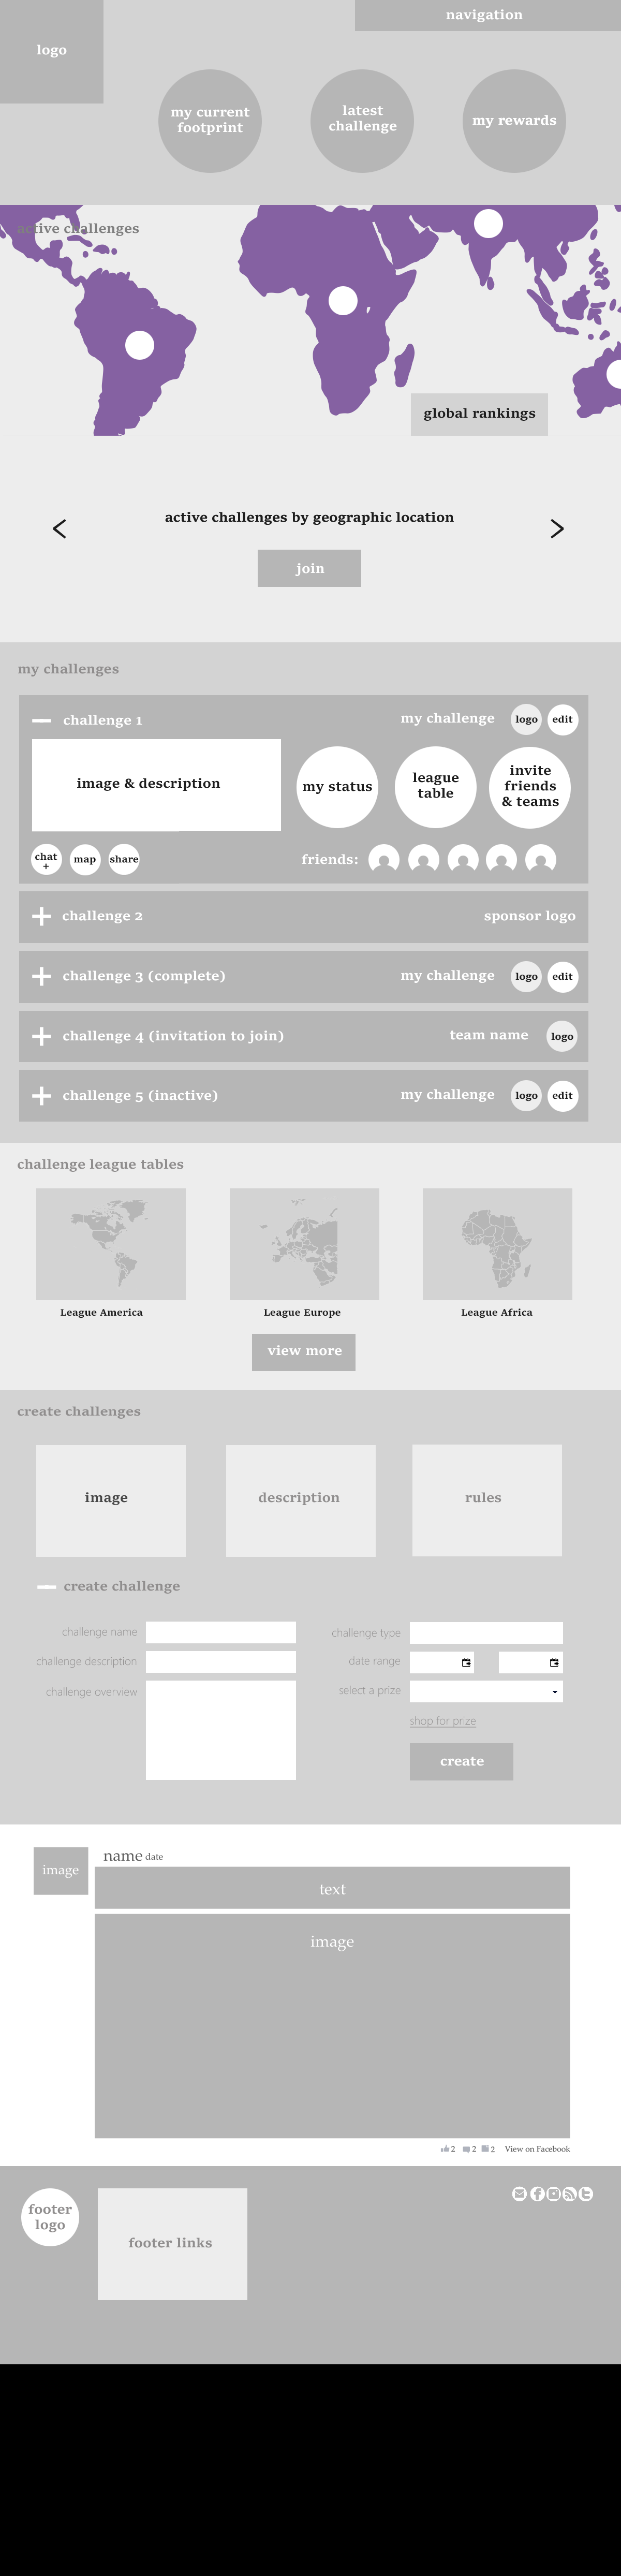 navigation
logo
my current
footprint
latest
challenge
my rewards
active challenges
global rankings
active challenges by geographic location
join
my challenges
challenge 1
my challenge
logo
edit
image & description
my status
league
table
invite
friends
& teams
chat
+
map
share
friends:
challenge 2
sponsor logo
challenge 3 (complete)
my challenge
logo
edit
challenge 4 (invitation to join)
team name
logo
challenge 5 (inactive)
my challenge
logo
edit
challenge league tables
League America
League Europe
League Africa
view more
create challenges
image
description
rules
create challenge
challenge name
challenge type
challenge description
date range
challenge overview
select a prize
shop for prize
create
image
name date
text
image
2 2 2 View on Facebook
footer
logo
footer links